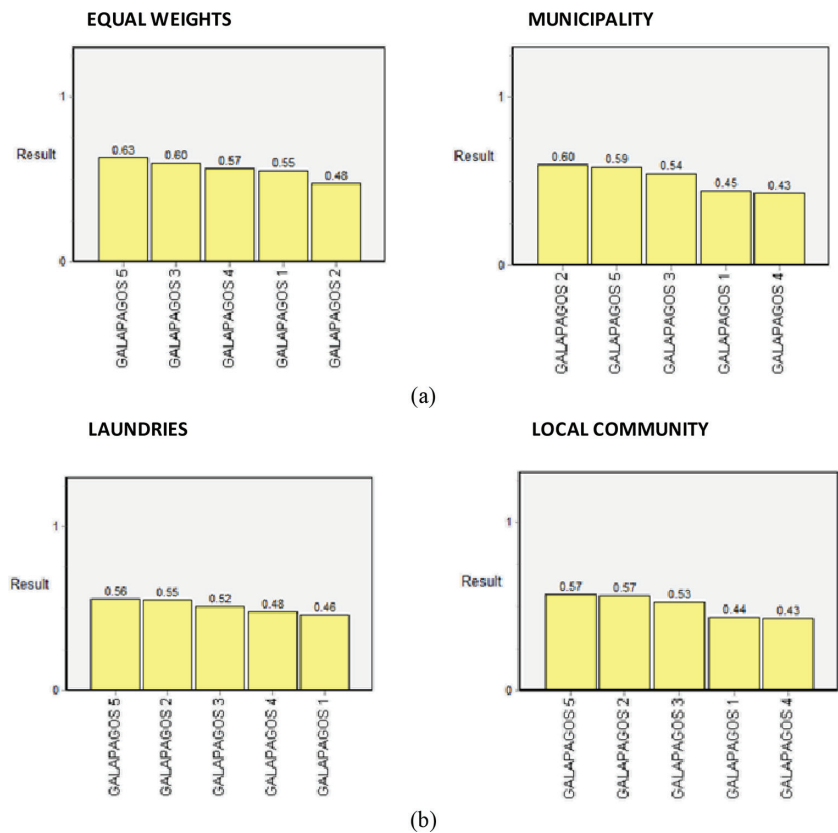 EQUAL WEIGHTS
1
Result
0
0.63 0.60 0.57 0.55 0.48
GALAPAGOS 5
GALAPAGOS 3
GALAPAGOS 4
GALAPAGOS 1
GALAPAGOS 2
MUNICIPALITY
1
Result
0
0.60 0.59 0.54 0.45 0.43
GALAPAGOS 2
GALAPAGOS 5
GALAPAGOS 3
GALAPAGOS 1
GALAPAGOS 4
(a)
LAUNDRIES
1
Result
0
0.56 0.55 0.52 0.48 0.46
GALAPAGOS 5
GALAPAGOS 2
GALAPAGOS 3
GALAPAGOS 4
GALAPAGOS 1
LOCAL COMMUNITY
1
Result
0
0.57 0.57 0.53 0.44 0.43
GALAPAGOS 5
GALAPAGOS 2
GALAPAGOS 3
GALAPAGOS 1
GALAPAGOS 4
(b)